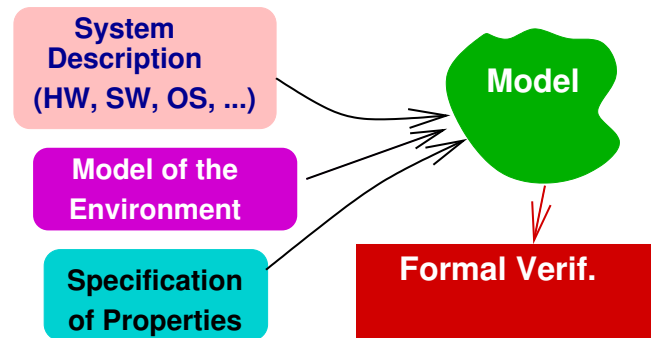 System
Description
(HW, SW, OS, ...)
Model
Model of the
Environment
Specification
of Properties
Formal Verif.